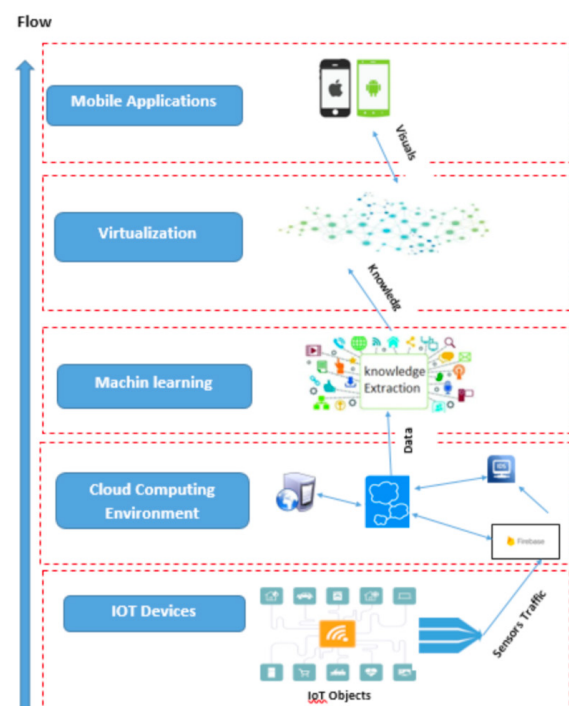 Flow
Mobile Applications
Visuals
Virtualization
Knowledg
Machin learning
knowledge
Extraction
Data
Cloud Computing
Environment
Firebase
IOT Devices
Sensors Traffic
IoT Objects